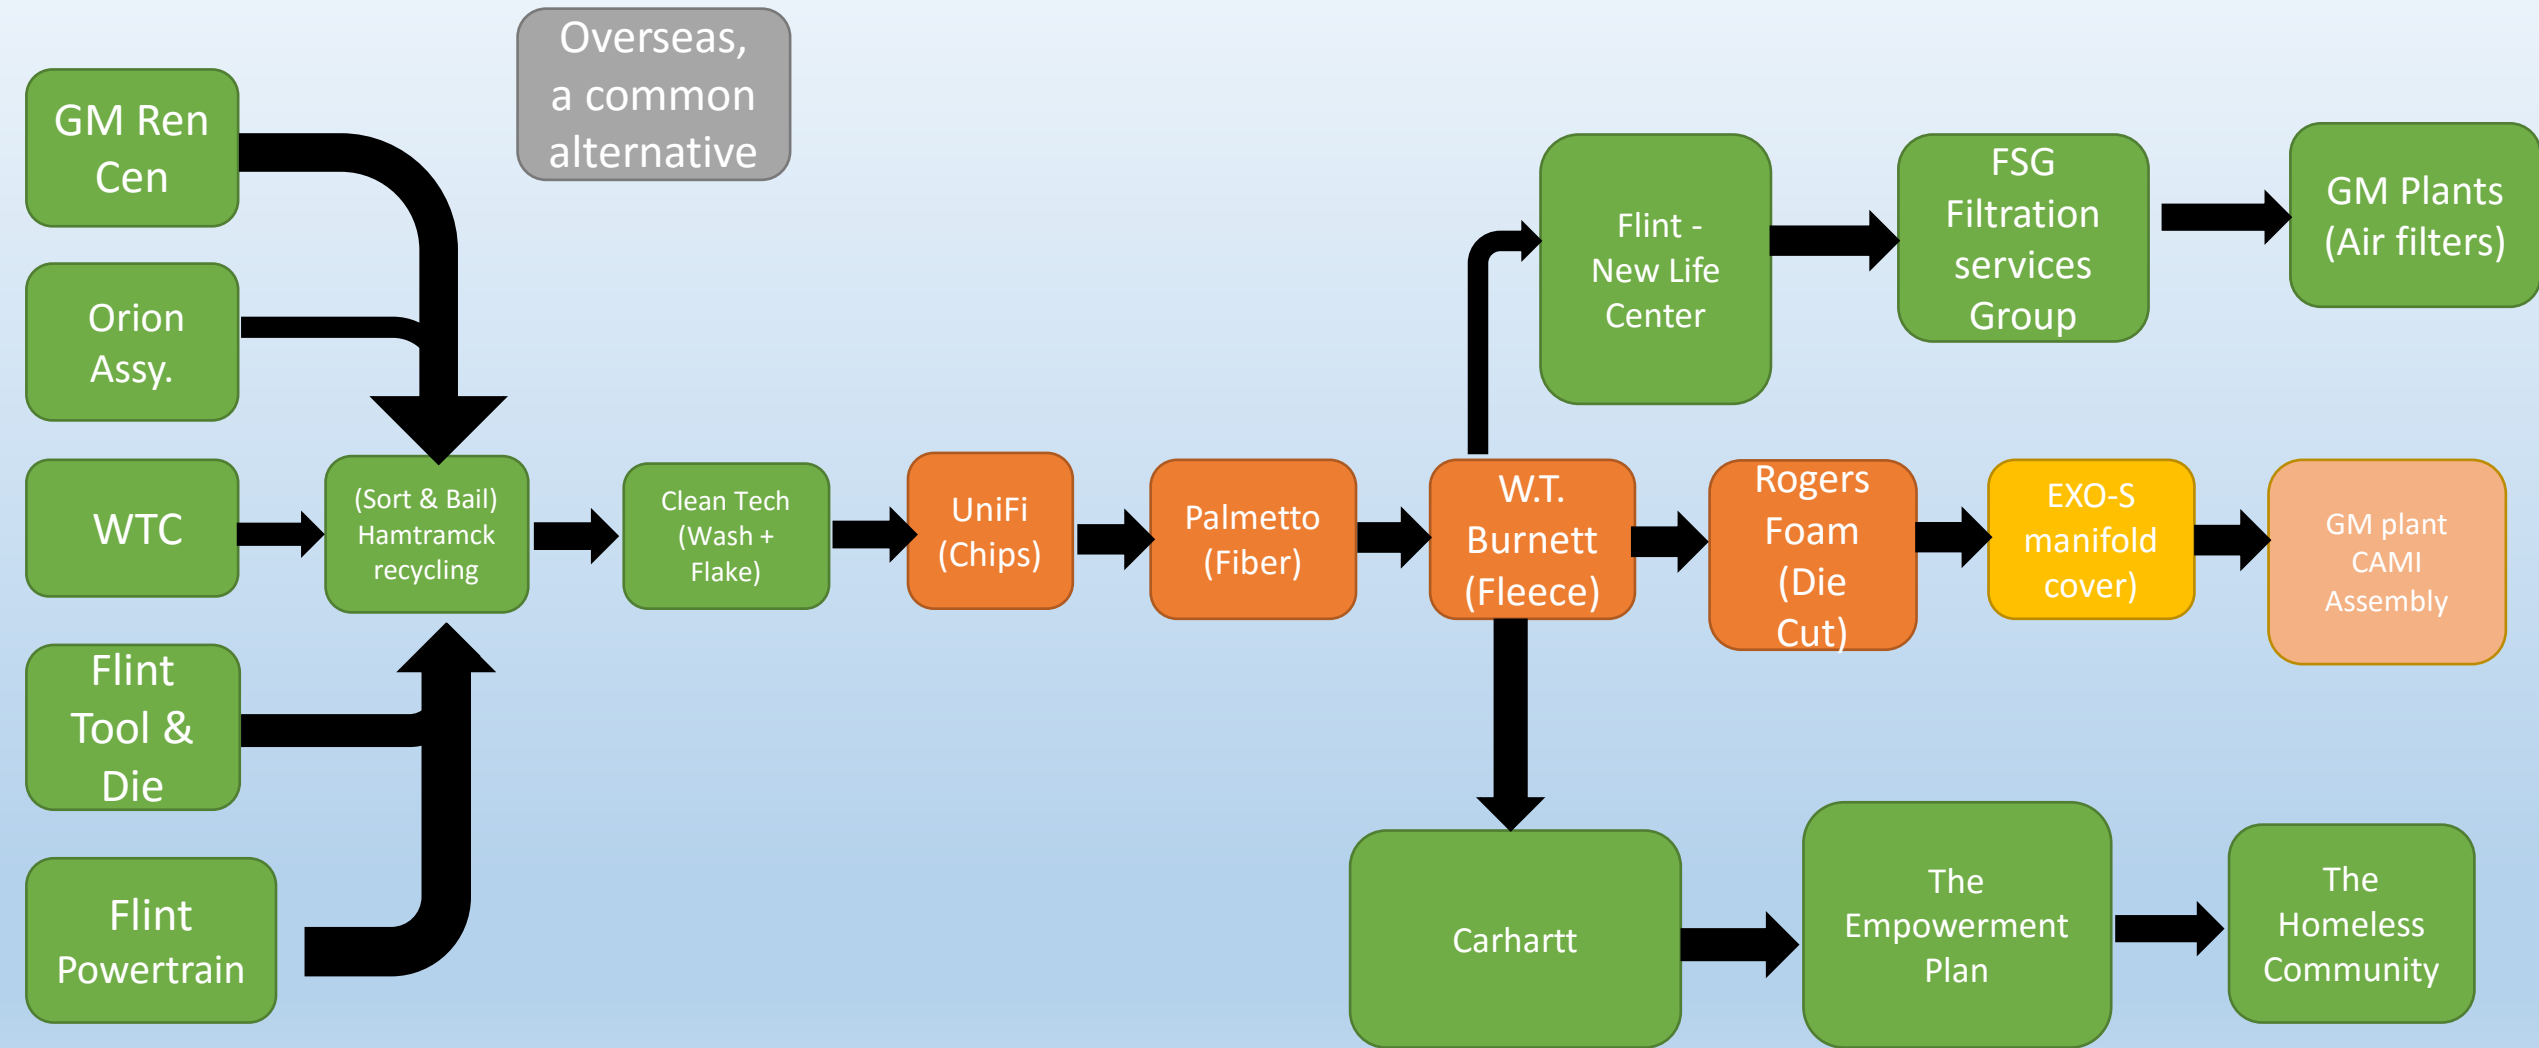 Overseas,
a common
alternative
GM Ren
Cen
Orion
Assy.
WTC
Flint
Tool &
Die
Flint
Powertrain
(Sort & Bail)
Hamtramck
recycling
Clean Tech
(Wash +
Flake)
UniFi
(Chips)
Palmetto
(Fiber)
W.T.
Burnett
(Fleece)
Flint -
New Life
Center
FSG
Filtration
services
Group
GM Plants
(Air filters)
Rogers
Foam
(Die
Cut)
EXO-S
manifold
cover)
GM plant
CAMI
Assembly
Carhartt
The
Empowerment
Plan
The
Homeless
Community